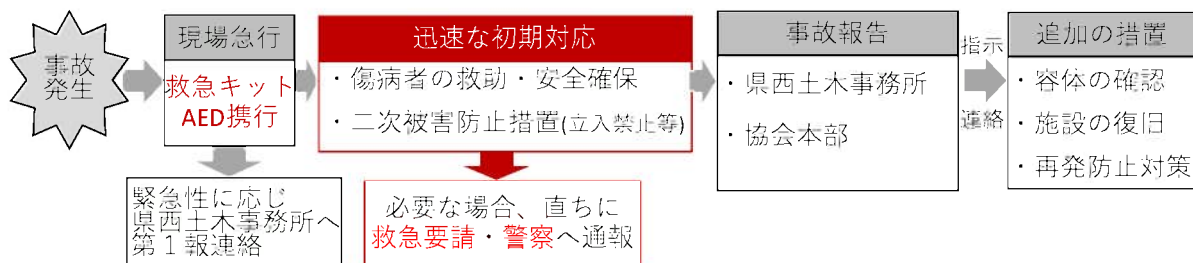 事故
発生
現場急行
救急キット
AED携行
緊急性に応じ
県西土木事務所へ
第1報連絡
迅速な初期対応
・傷病者の救助・安全確保
・二次被害防止措置(立入禁止等)
必要な場合、直ちに
救急要請・警察へ通報
事故報告
・県西土木事務所
・協会本部
指示
連絡
追加の措置
・容体の確認
・施設の復旧
・再発防止対策